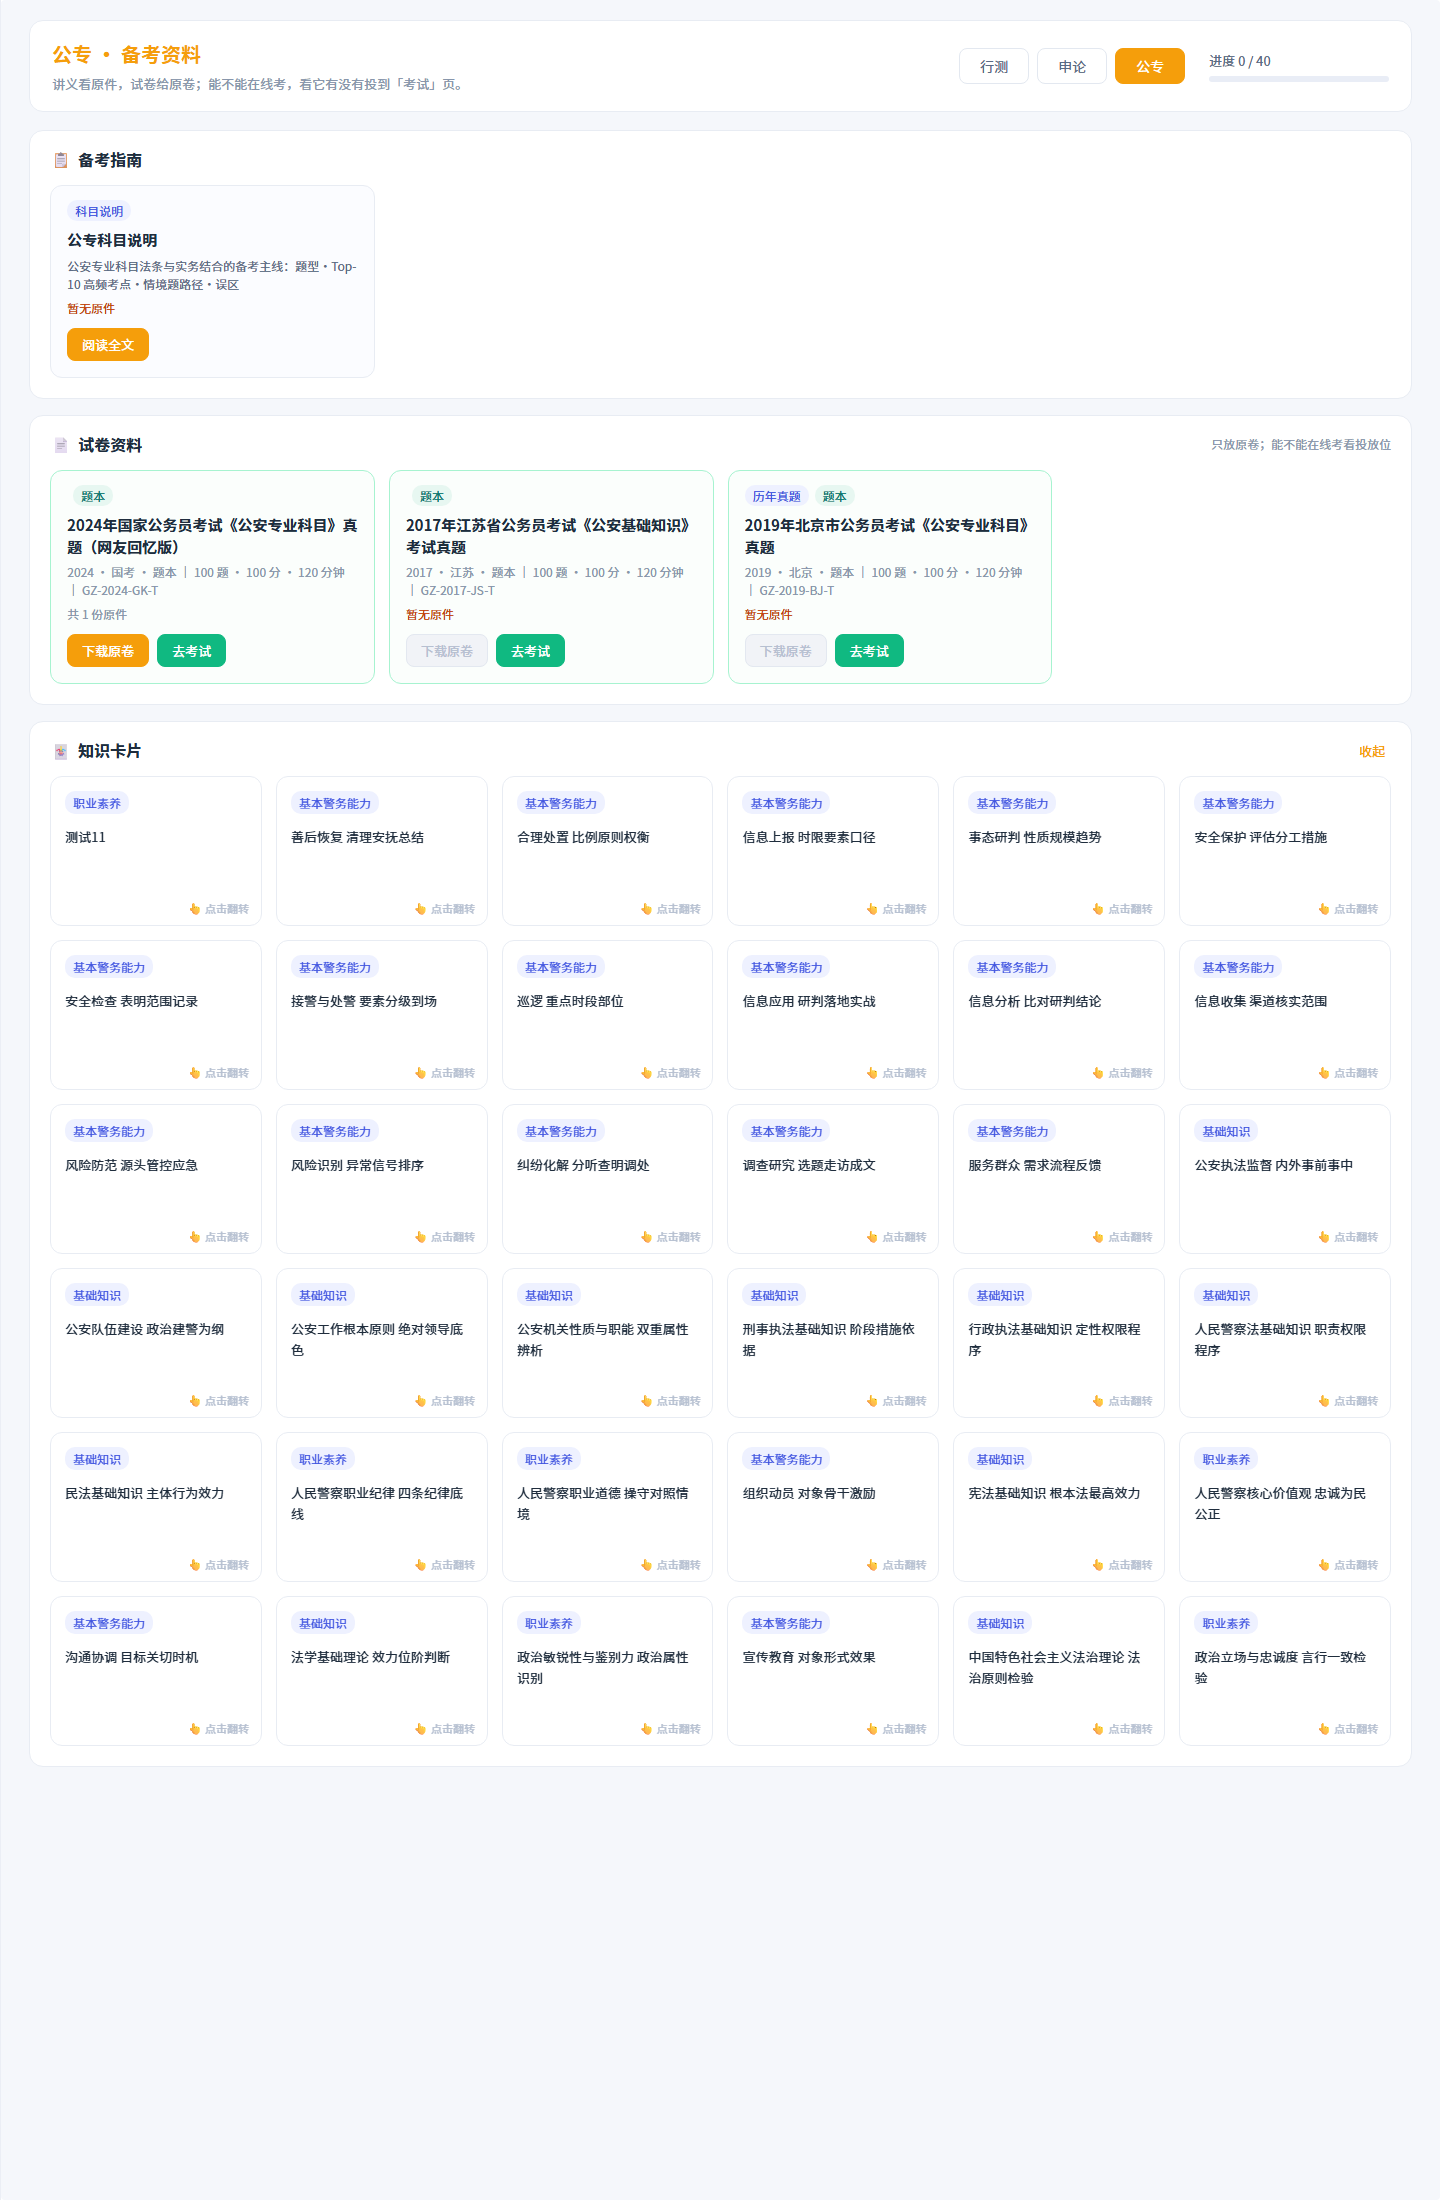 公专 · 备考资料
讲义看原件，试卷给原卷；能不能在线考，看它有没有投到「考试」页。
行测
申论
公专
进度 0 / 40
备考指南
科目说明
公专科目说明
公安专业科目法条与实务结合的备考主线：题型·Top-
10 高频考点·情境题路径·误区
暂无原件
阅读全文
试卷资料
只放原卷；能不能在线考看投放位
题本
2024年国家公务员考试《公安专业科目》真
题（网友回忆版）
2024 · 国考 · 题本 ｜ 100 题 · 100 分 · 120 分钟
｜ GZ-2024-GK-T
共 1 份原件
下载原卷
去考试
题本
2017年江苏省公务员考试《公安基础知识》
考试真题
2017 · 江苏 · 题本 ｜ 100 题 · 100 分 · 120 分钟
｜ GZ-2017-JS-T
暂无原件
下载原卷
去考试
历年真题
题本
2019年北京市公务员考试《公安专业科目》
真题
2019 · 北京 · 题本 ｜ 100 题 · 100 分 · 120 分钟
｜ GZ-2019-BJ-T
暂无原件
下载原卷
去考试
知识卡片
收起
职业素养
测试11
点击翻转
基本警务能力
善后恢复 清理安抚总结
点击翻转
基本警务能力
合理处置 比例原则权衡
点击翻转
基本警务能力
信息上报 时限要素口径
点击翻转
基本警务能力
事态研判 性质规模趋势
点击翻转
基本警务能力
安全保护 评估分工措施
点击翻转
基本警务能力
安全检查 表明范围记录
点击翻转
基本警务能力
接警与处警 要素分级到场
点击翻转
基本警务能力
巡逻 重点时段部位
点击翻转
基本警务能力
信息应用 研判落地实战
点击翻转
基本警务能力
信息分析 比对研判结论
点击翻转
基本警务能力
信息收集 渠道核实范围
点击翻转
基本警务能力
风险防范 源头管控应急
点击翻转
基本警务能力
风险识别 异常信号排序
点击翻转
基本警务能力
纠纷化解 分听查明调处
点击翻转
基本警务能力
调查研究 选题走访成文
点击翻转
基本警务能力
服务群众 需求流程反馈
点击翻转
基础知识
公安执法监督 内外事前事中
点击翻转
基础知识
公安队伍建设 政治建警为纲
点击翻转
基础知识
公安工作根本原则 绝对领导底
色
点击翻转
基础知识
公安机关性质与职能 双重属性
辨析
点击翻转
基础知识
刑事执法基础知识 阶段措施依
据
点击翻转
基础知识
行政执法基础知识 定性权限程
序
点击翻转
基础知识
人民警察法基础知识 职责权限
程序
点击翻转
基础知识
民法基础知识 主体行为效力
点击翻转
职业素养
人民警察职业纪律 四条纪律底
线
点击翻转
职业素养
人民警察职业道德 操守对照情
境
点击翻转
基本警务能力
组织动员 对象骨干激励
点击翻转
基础知识
宪法基础知识 根本法最高效力
点击翻转
职业素养
人民警察核心价值观 忠诚为民
公正
点击翻转
基本警务能力
沟通协调 目标关切时机
点击翻转
基础知识
法学基础理论 效力位阶判断
点击翻转
职业素养
政治敏锐性与鉴别力 政治属性
识别
点击翻转
基本警务能力
宣传教育 对象形式效果
点击翻转
基础知识
中国特色社会主义法治理论 法
治原则检验
点击翻转
职业素养
政治立场与忠诚度 言行一致检
验
点击翻转